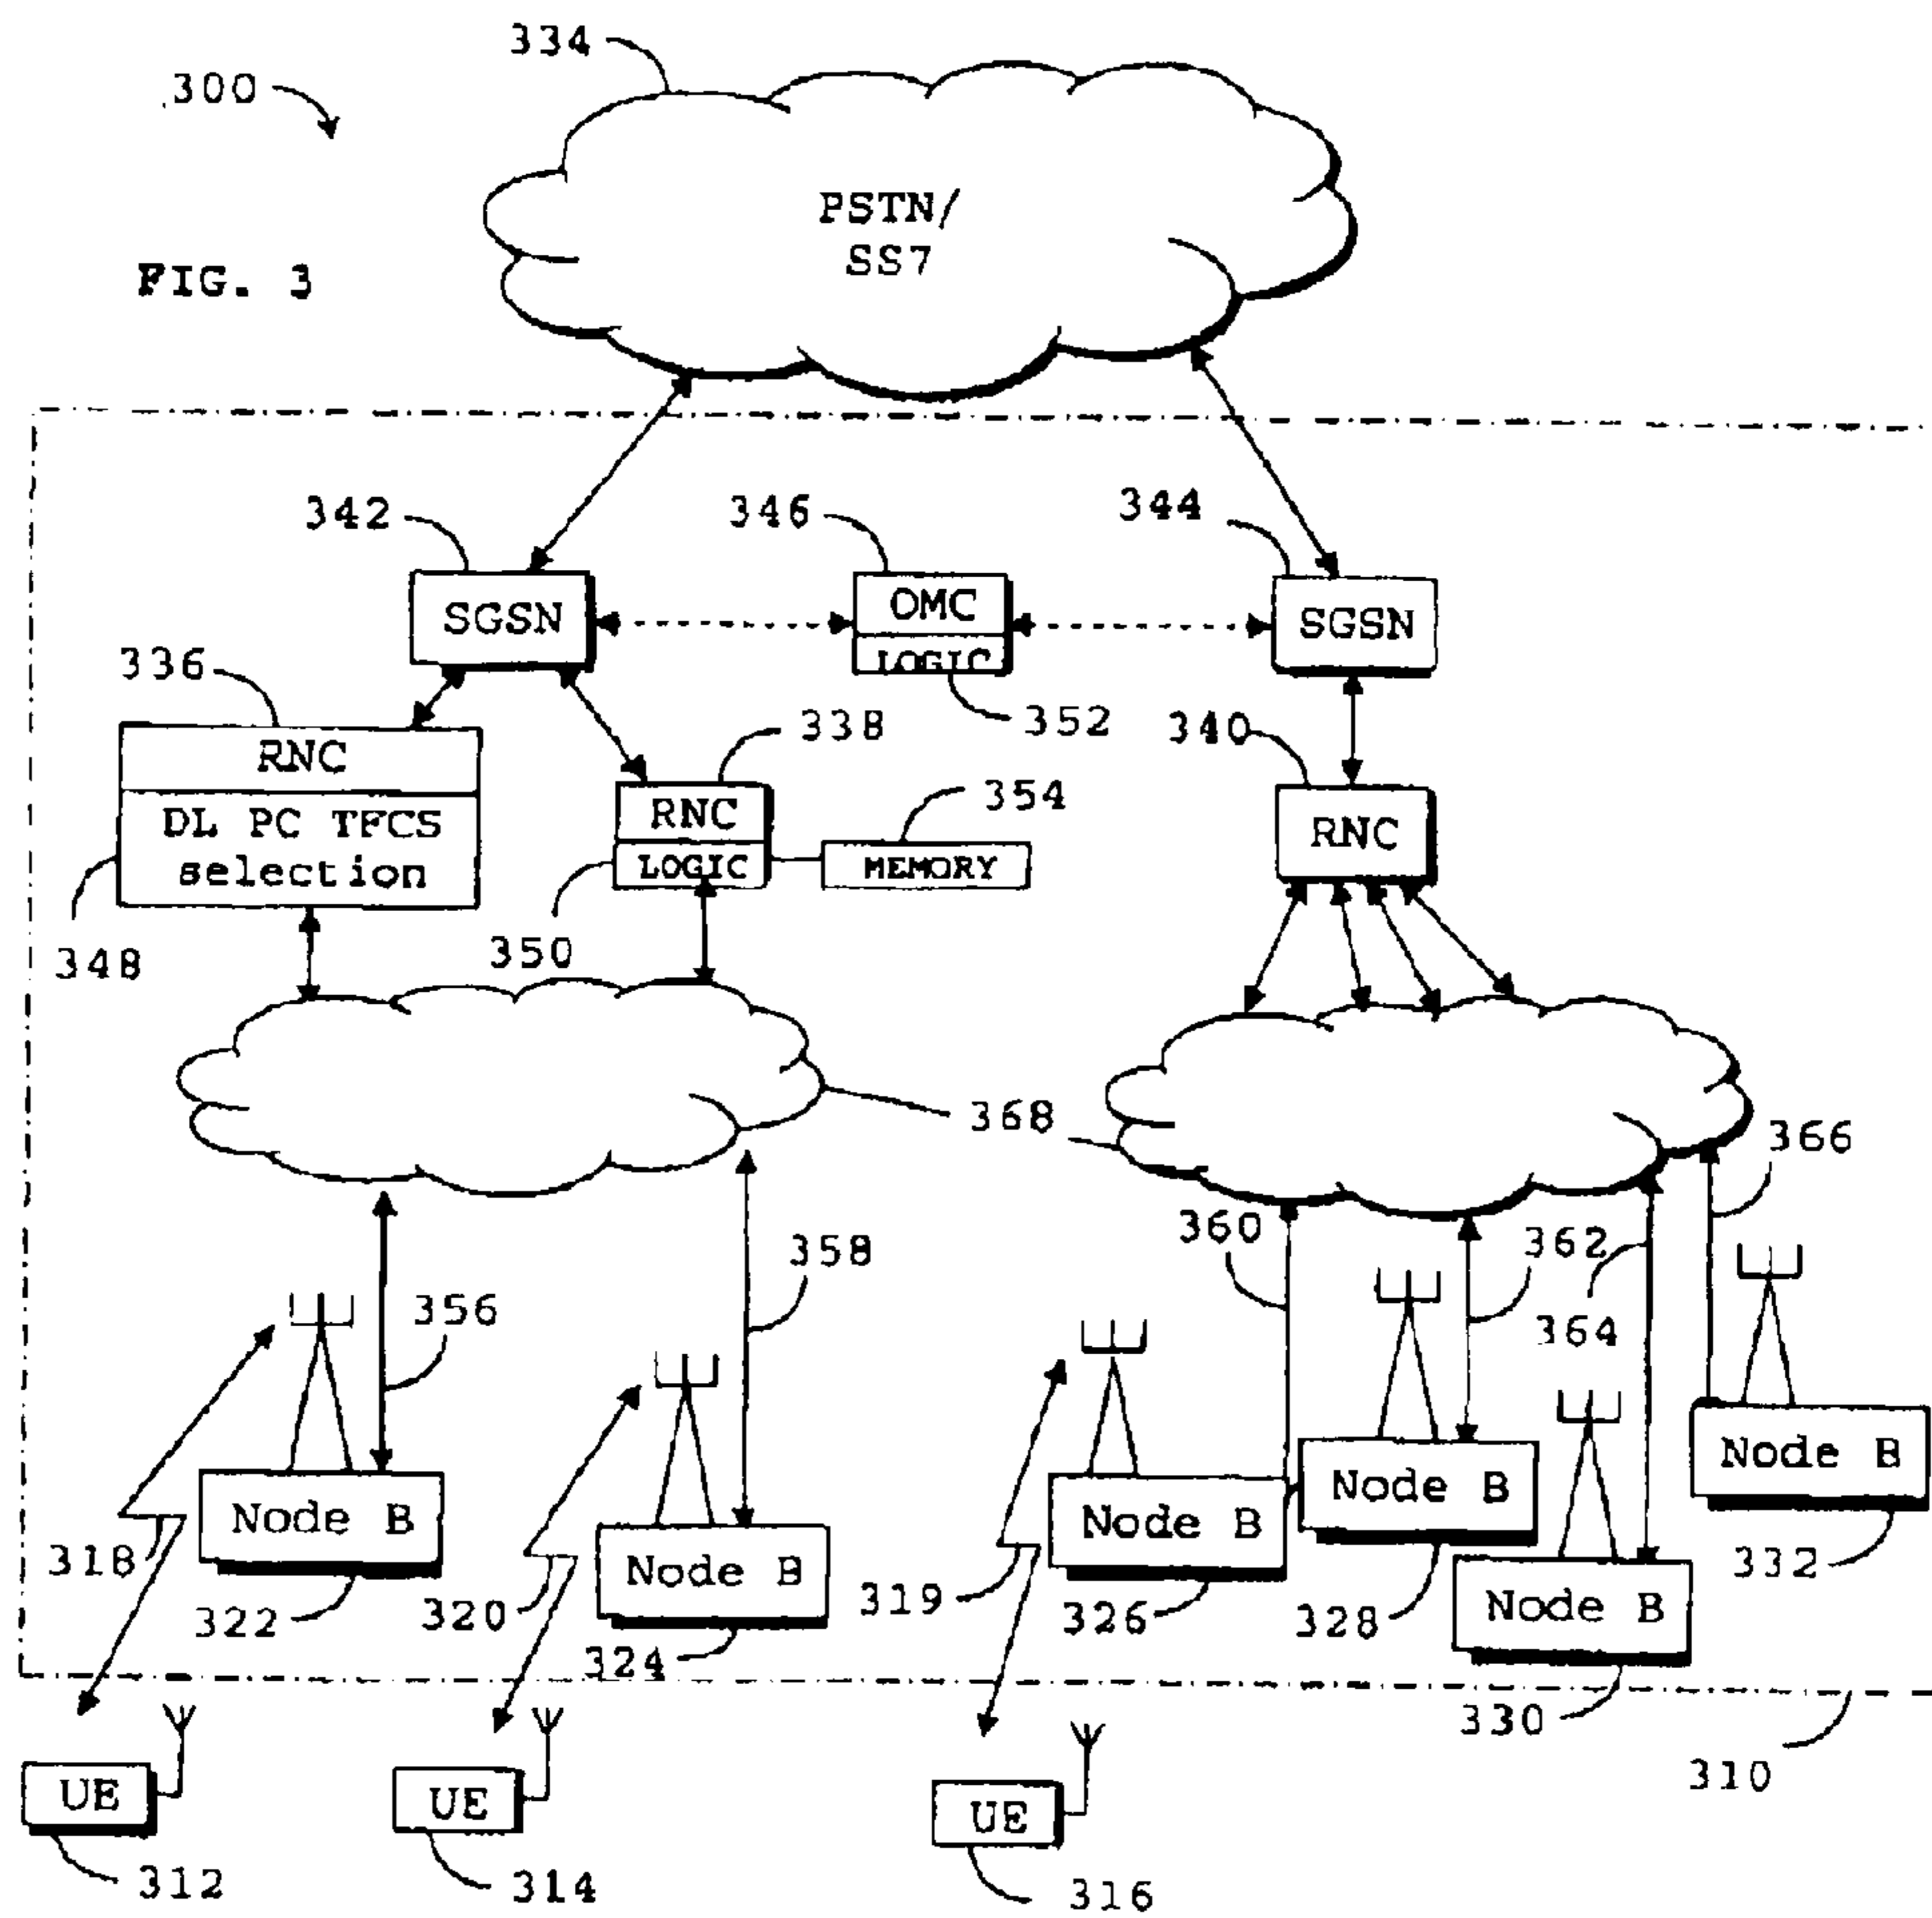 334
300
PSTN/
SS7
FIG. 3
342
346
344
SGSN
OMC
LOGIC
SGSN
336
352
338
340
RNC
DL PC TFCS
selection
RNC
LOGIC
354
MEMORY
RNC
348
350
368
366
360
362
358
356
364
Node B
Node B
Node B
Node B
Node B
Node B
318
322
320
324
319
326
328
332
330
310
UE
UE
UE
312
314
316